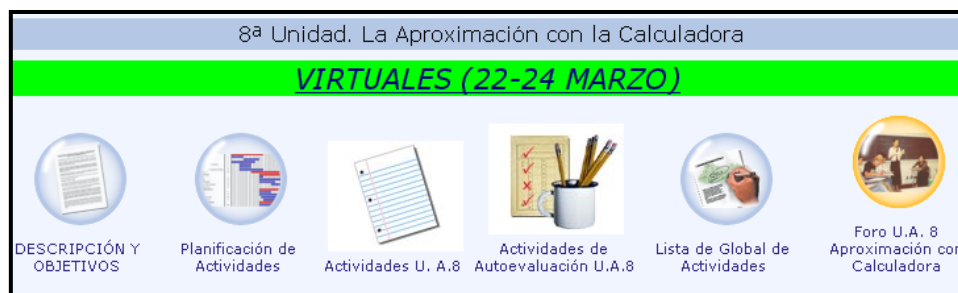 8ª Unidad. La Aproximación con la Calculadora
VIRTUALES (22-24 MARZO)
DESCRIPCIÓN Y
OBJETIVOS
Planificación de
Actividades
Actividades U. A.8
Actividades de
Autoevaluación U.A.8
Lista de Global de
Actividades
Foro U.A. 8
Aproximación con
Calculadora